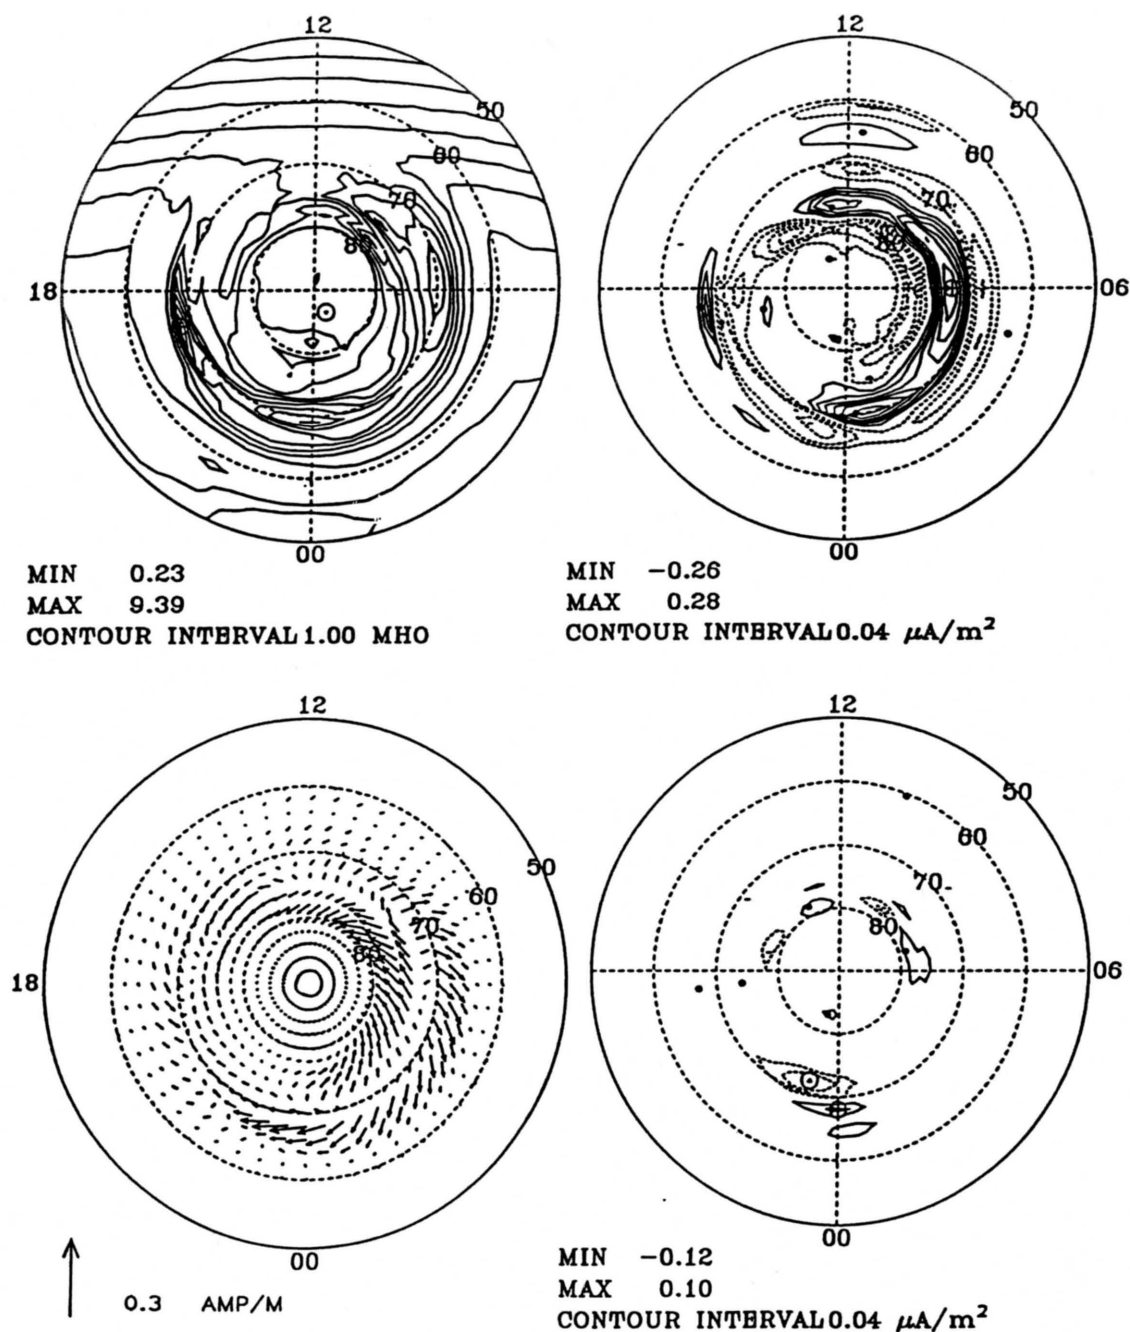 12
50
60
70
80
18
00
MIN 0.23
MAX 9.39
CONTOUR INTERVAL 1.00 MHO
12
50
60
70
80
06
00
MIN -0.26
MAX 0.28
CONTOUR INTERVAL 0.04 μA/m²
12
50
60
70
80
18
00
0.3 AMP/M
12
50
60
70
80
06
00
MIN -0.12
MAX 0.10
CONTOUR INTERVAL 0.04 μA/m²